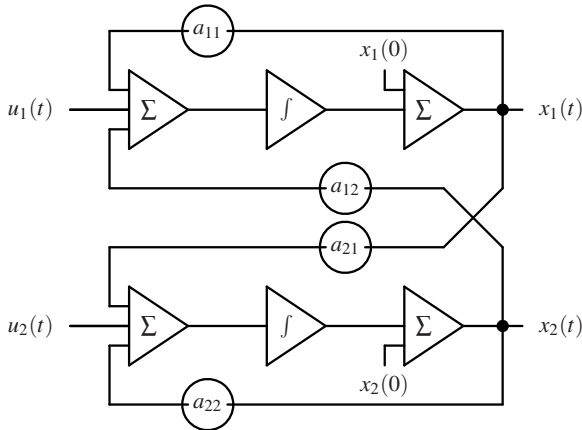 a₁₁
x₁(0)
u₁(t) Σ ∫ Σ x₁(t)
a₁₂
a₂₁
u₂(t) Σ ∫ Σ x₂(t)
x₂(0)
a₂₂